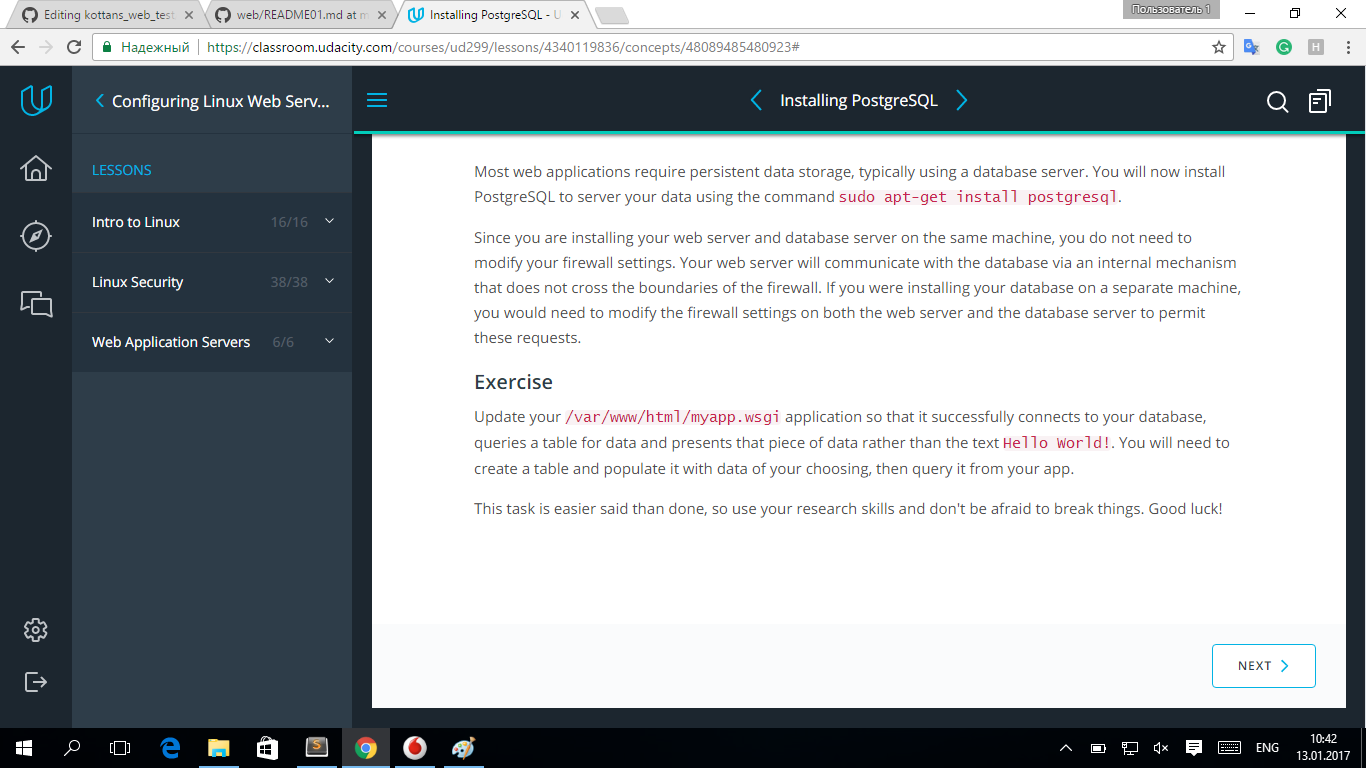 Пользователь 1
Editing kottans_web_test
web/README01.md at m
Installing PostgreSQL - U
Надежный
https://classroom.udacity.com/courses/ud299/lessons/4340119836/concepts/48089485480923#
H
Configuring Linux Web Serv...
Installing PostgreSQL
LESSONS
Intro to Linux 16/16
Linux Security 38/38
Web Application Servers 6/6
Most web applications require persistent data storage, typically using a database server. You will now install
PostgreSQL to server your data using the command sudo apt-get install postgresql.
Since you are installing your web server and database server on the same machine, you do not need to
modify your firewall settings. Your web server will communicate with the database via an internal mechanism
that does not cross the boundaries of the firewall. If you were installing your database on a separate machine,
you would need to modify the firewall settings on both the web server and the database server to permit
these requests.
Exercise
Update your /var/www/html/myapp.wsgi application so that it successfully connects to your database,
queries a table for data and presents that piece of data rather than the text Hello World!. You will need to
create a table and populate it with data of your choosing, then query it from your app.
This task is easier said than done, so use your research skills and don't be afraid to break things. Good luck!
NEXT
ENG
10:42
13.01.2017